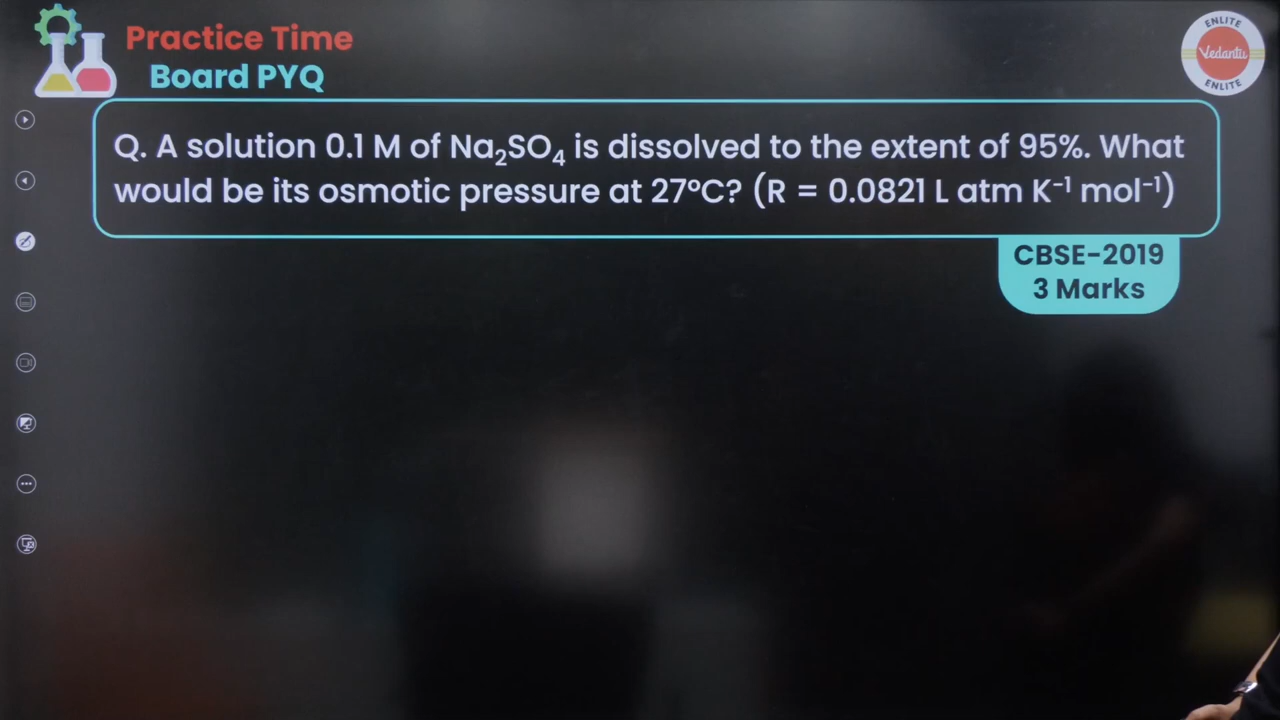 Practice Time
Board PYQ
ENLITE
Vedantu
ENLITE
Q. A solution 0.1 M of Na₂SO₄ is dissolved to the extent of 95%. What
would be its osmotic pressure at 27°C? (R = 0.0821 L atm K⁻¹ mol⁻¹)
CBSE-2019
3 Marks